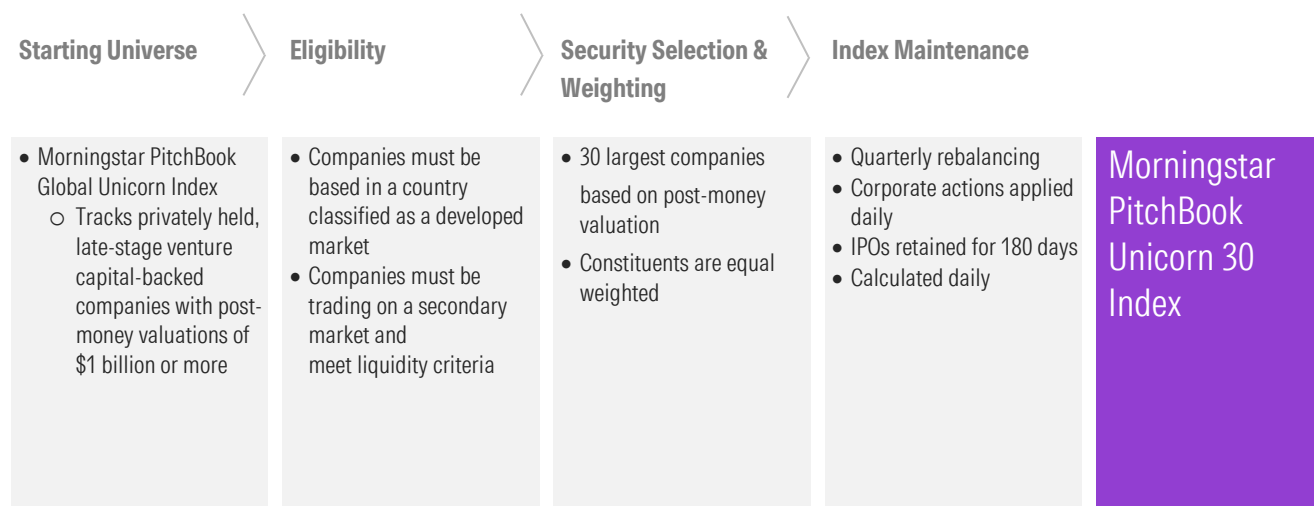 Starting Universe
Eligibility
Security Selection &
Weighting
Index Maintenance
• Morningstar PitchBook
Global Unicorn Index
o Tracks privately held,
late-stage venture
capital-backed
companies with post-
money valuations of
$1 billion or more
• Companies must be
based in a country
classified as a developed
market
• Companies must be
trading on a secondary
market and
meet liquidity criteria
• 30 largest companies
based on post-money
valuation
• Constituents are equal
weighted
• Quarterly rebalancing
• Corporate actions applied
daily
• IPOs retained for 180 days
• Calculated daily
Morningstar
PitchBook
Unicorn 30
Index